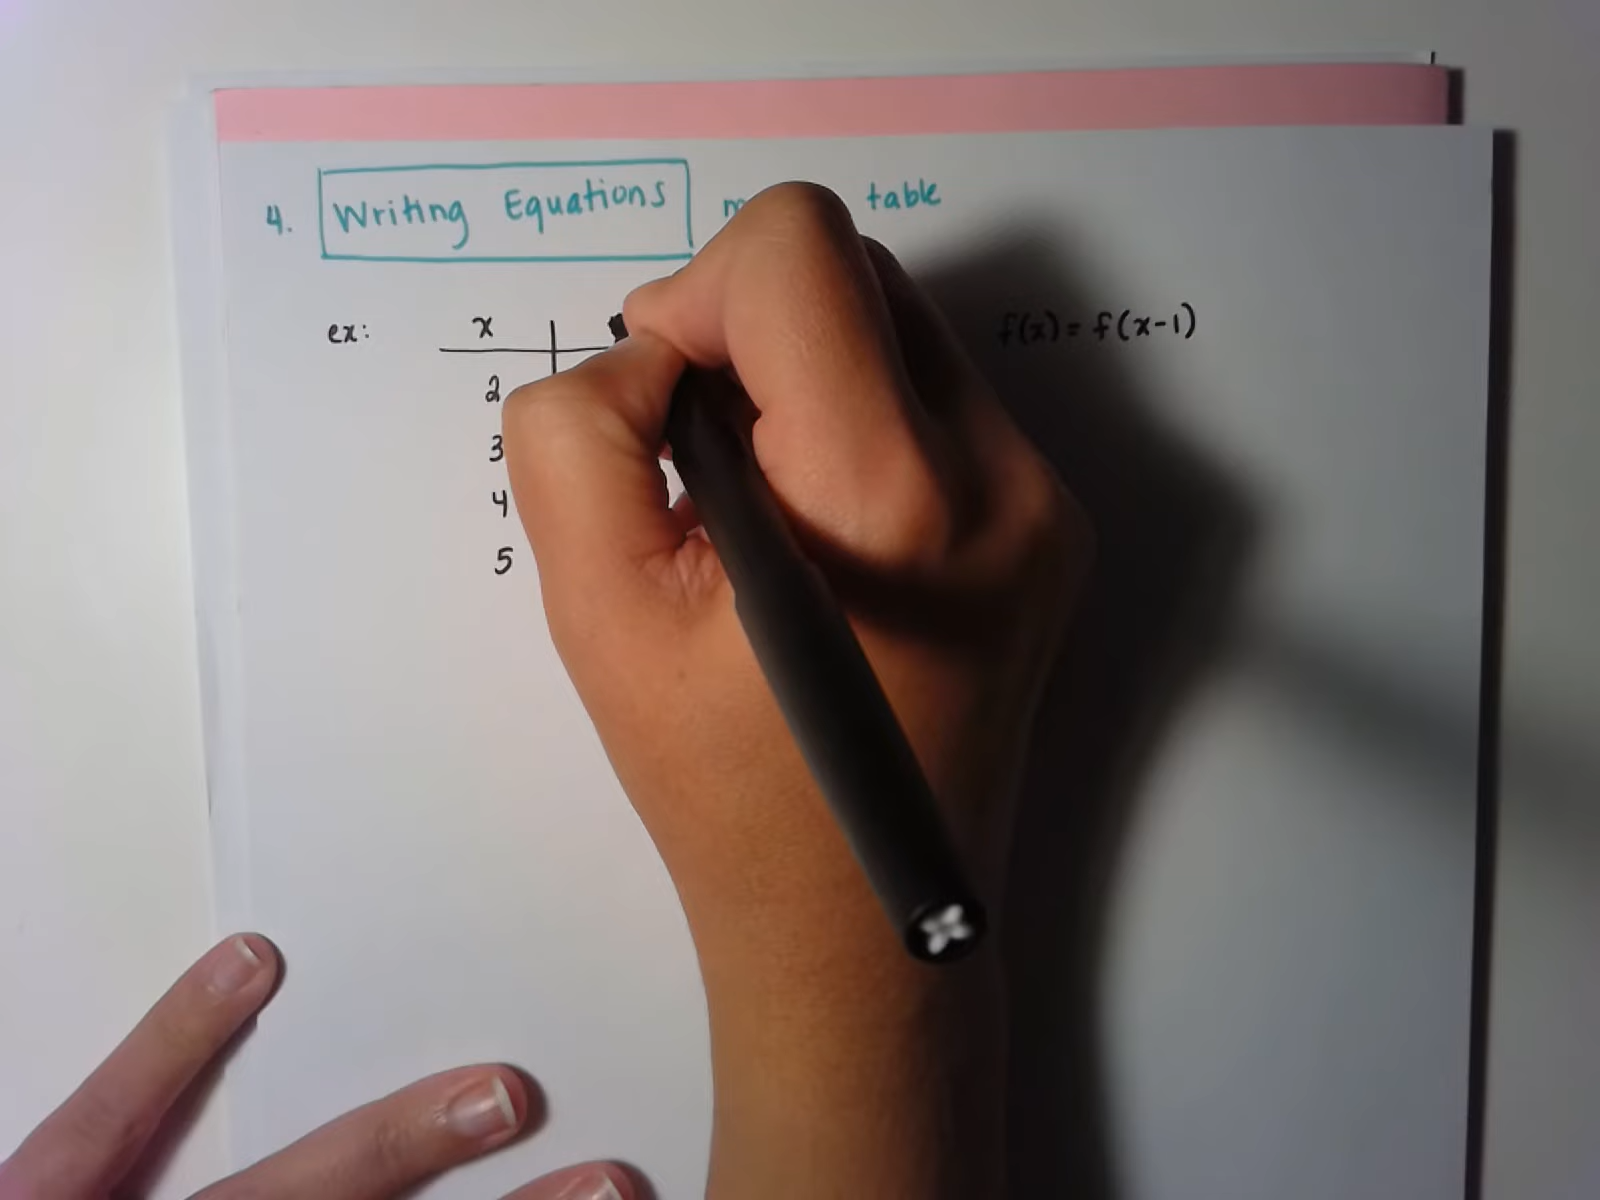 4. Writing Equations table
ex: x f(x) = f(x-1)
2
3
4
5